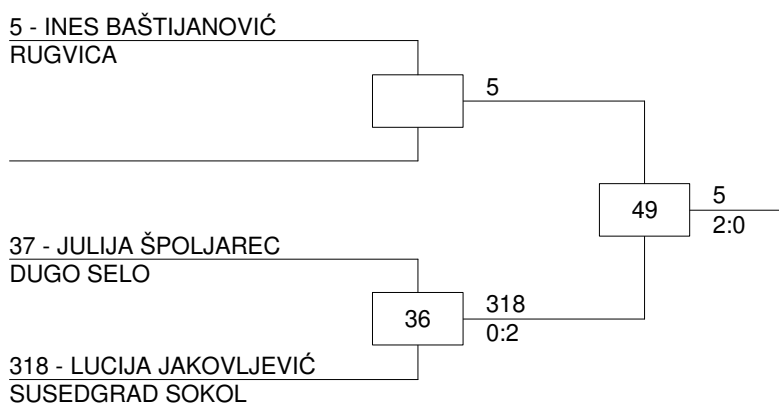 5 - INES BAŠTIJANOVIĆ
RUGVICA
5
49
5
2:0
37 - JULIJA ŠPOLJAREC
DUGO SELO
36
318
0:2
318 - LUCIJA JAKOVLJEVIĆ
SUSEDGRAD SOKOL